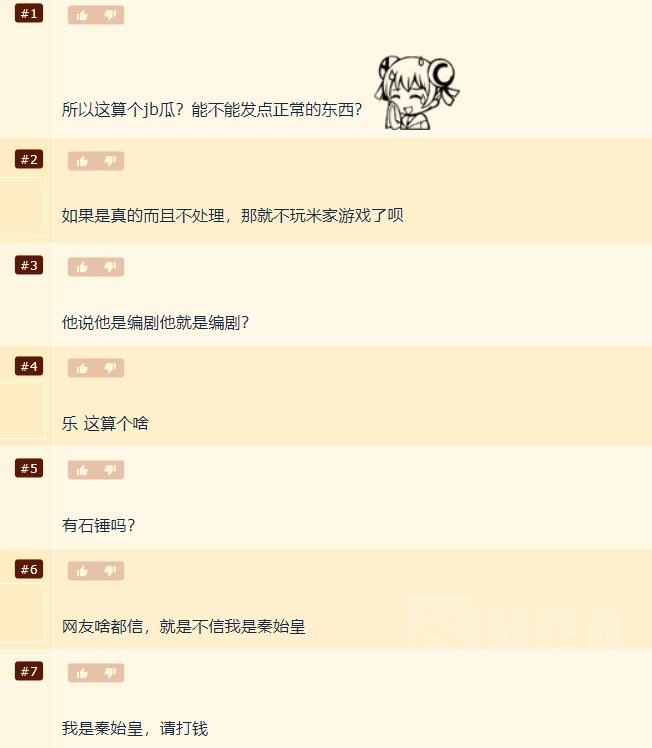 #1
所以这算个jb瓜？能不能发点正常的东西？
#2
如果是真的而且不处理，那就不玩米家游戏了呗
#3
他说他是编剧他就是编剧？
#4
乐 这算个啥
#5
有石锤吗？
#6
网友啥都信，就是不信我是秦始皇
NGA
#7
我是秦始皇，请打钱